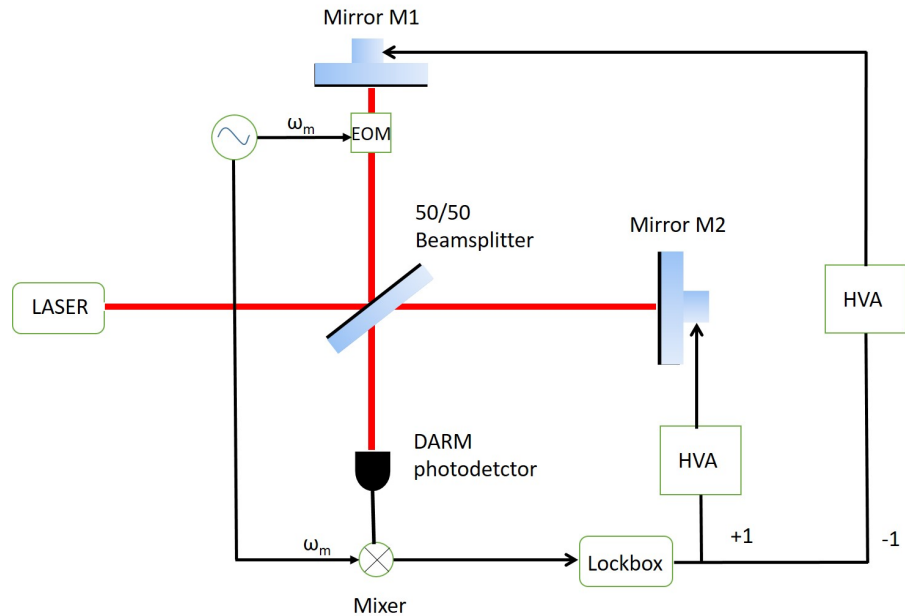 Mirror M1
ωm
EOM
50/50
Beamsplitter
Mirror M2
LASER
HVA
DARM
photodetctor
HVA
ωm
+1
-1
Lockbox
Mixer